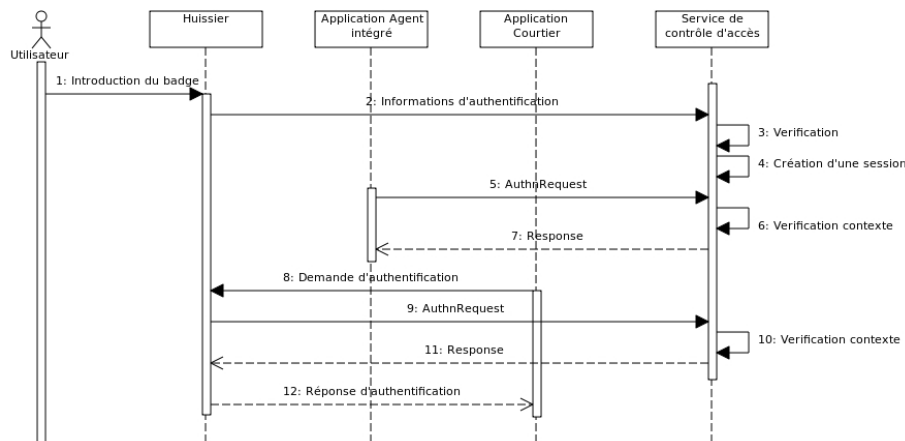 Huissier
Application Agent
intégré
Application
Courtier
Service de
contrôle d'accès
Utilisateur
1: Introduction du badge
2: Informations d'authentification
3: Verification
4: Création d'une session
5: AuthnRequest
6: Verification contexte
7: Response
8: Demande d'authentification
9: AuthnRequest
10: Verification contexte
11: Response
12: Réponse d'authentification